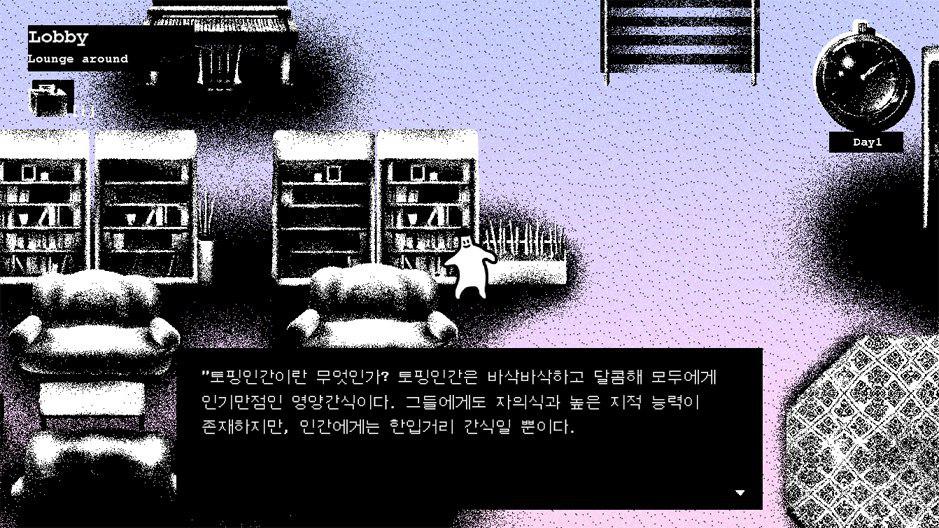 Lobby
Lounge around
Day1
"토핑인간이란 무엇인가? 토핑인간은 바삭바삭하고 달콤해 모두에게
인기만점인 영양간식이다. 그들에게도 자의식과 높은 지적 능력이
존재하지만, 인간에게는 한입거리 간식일 뿐이다.